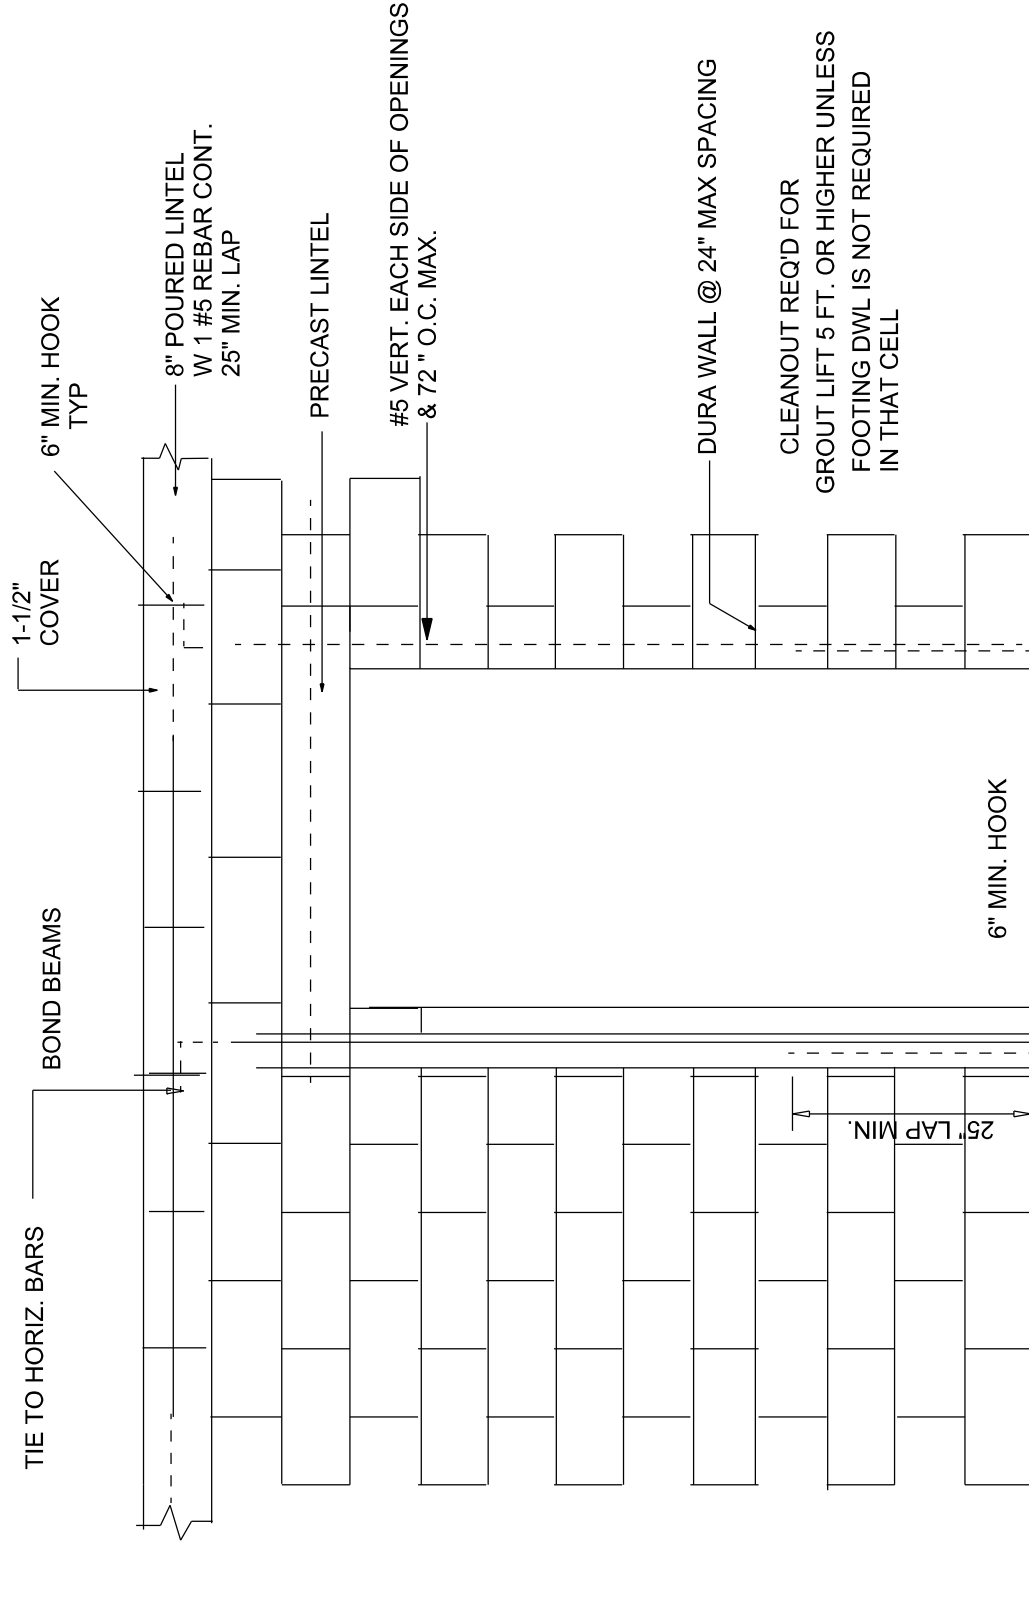 TIE TO HORIZ. BARS
BOND BEAMS
1-1/2"
COVER
6" MIN. HOOK
TYP
8" POURED LINTEL
W 1 #5 REBAR CONT.
25" MIN. LAP
PRECAST LINTEL
#5 VERT. EACH SIDE OF OPENINGS
& 72 " O.C. MAX.
DURA WALL @ 24" MAX SPACING
CLEANOUT REQ'D FOR
GROUT LIFT 5 FT. OR HIGHER UNLESS
FOOTING DWL IS NOT REQUIRED
IN THAT CELL
25" LAP MIN.
6" MIN. HOOK